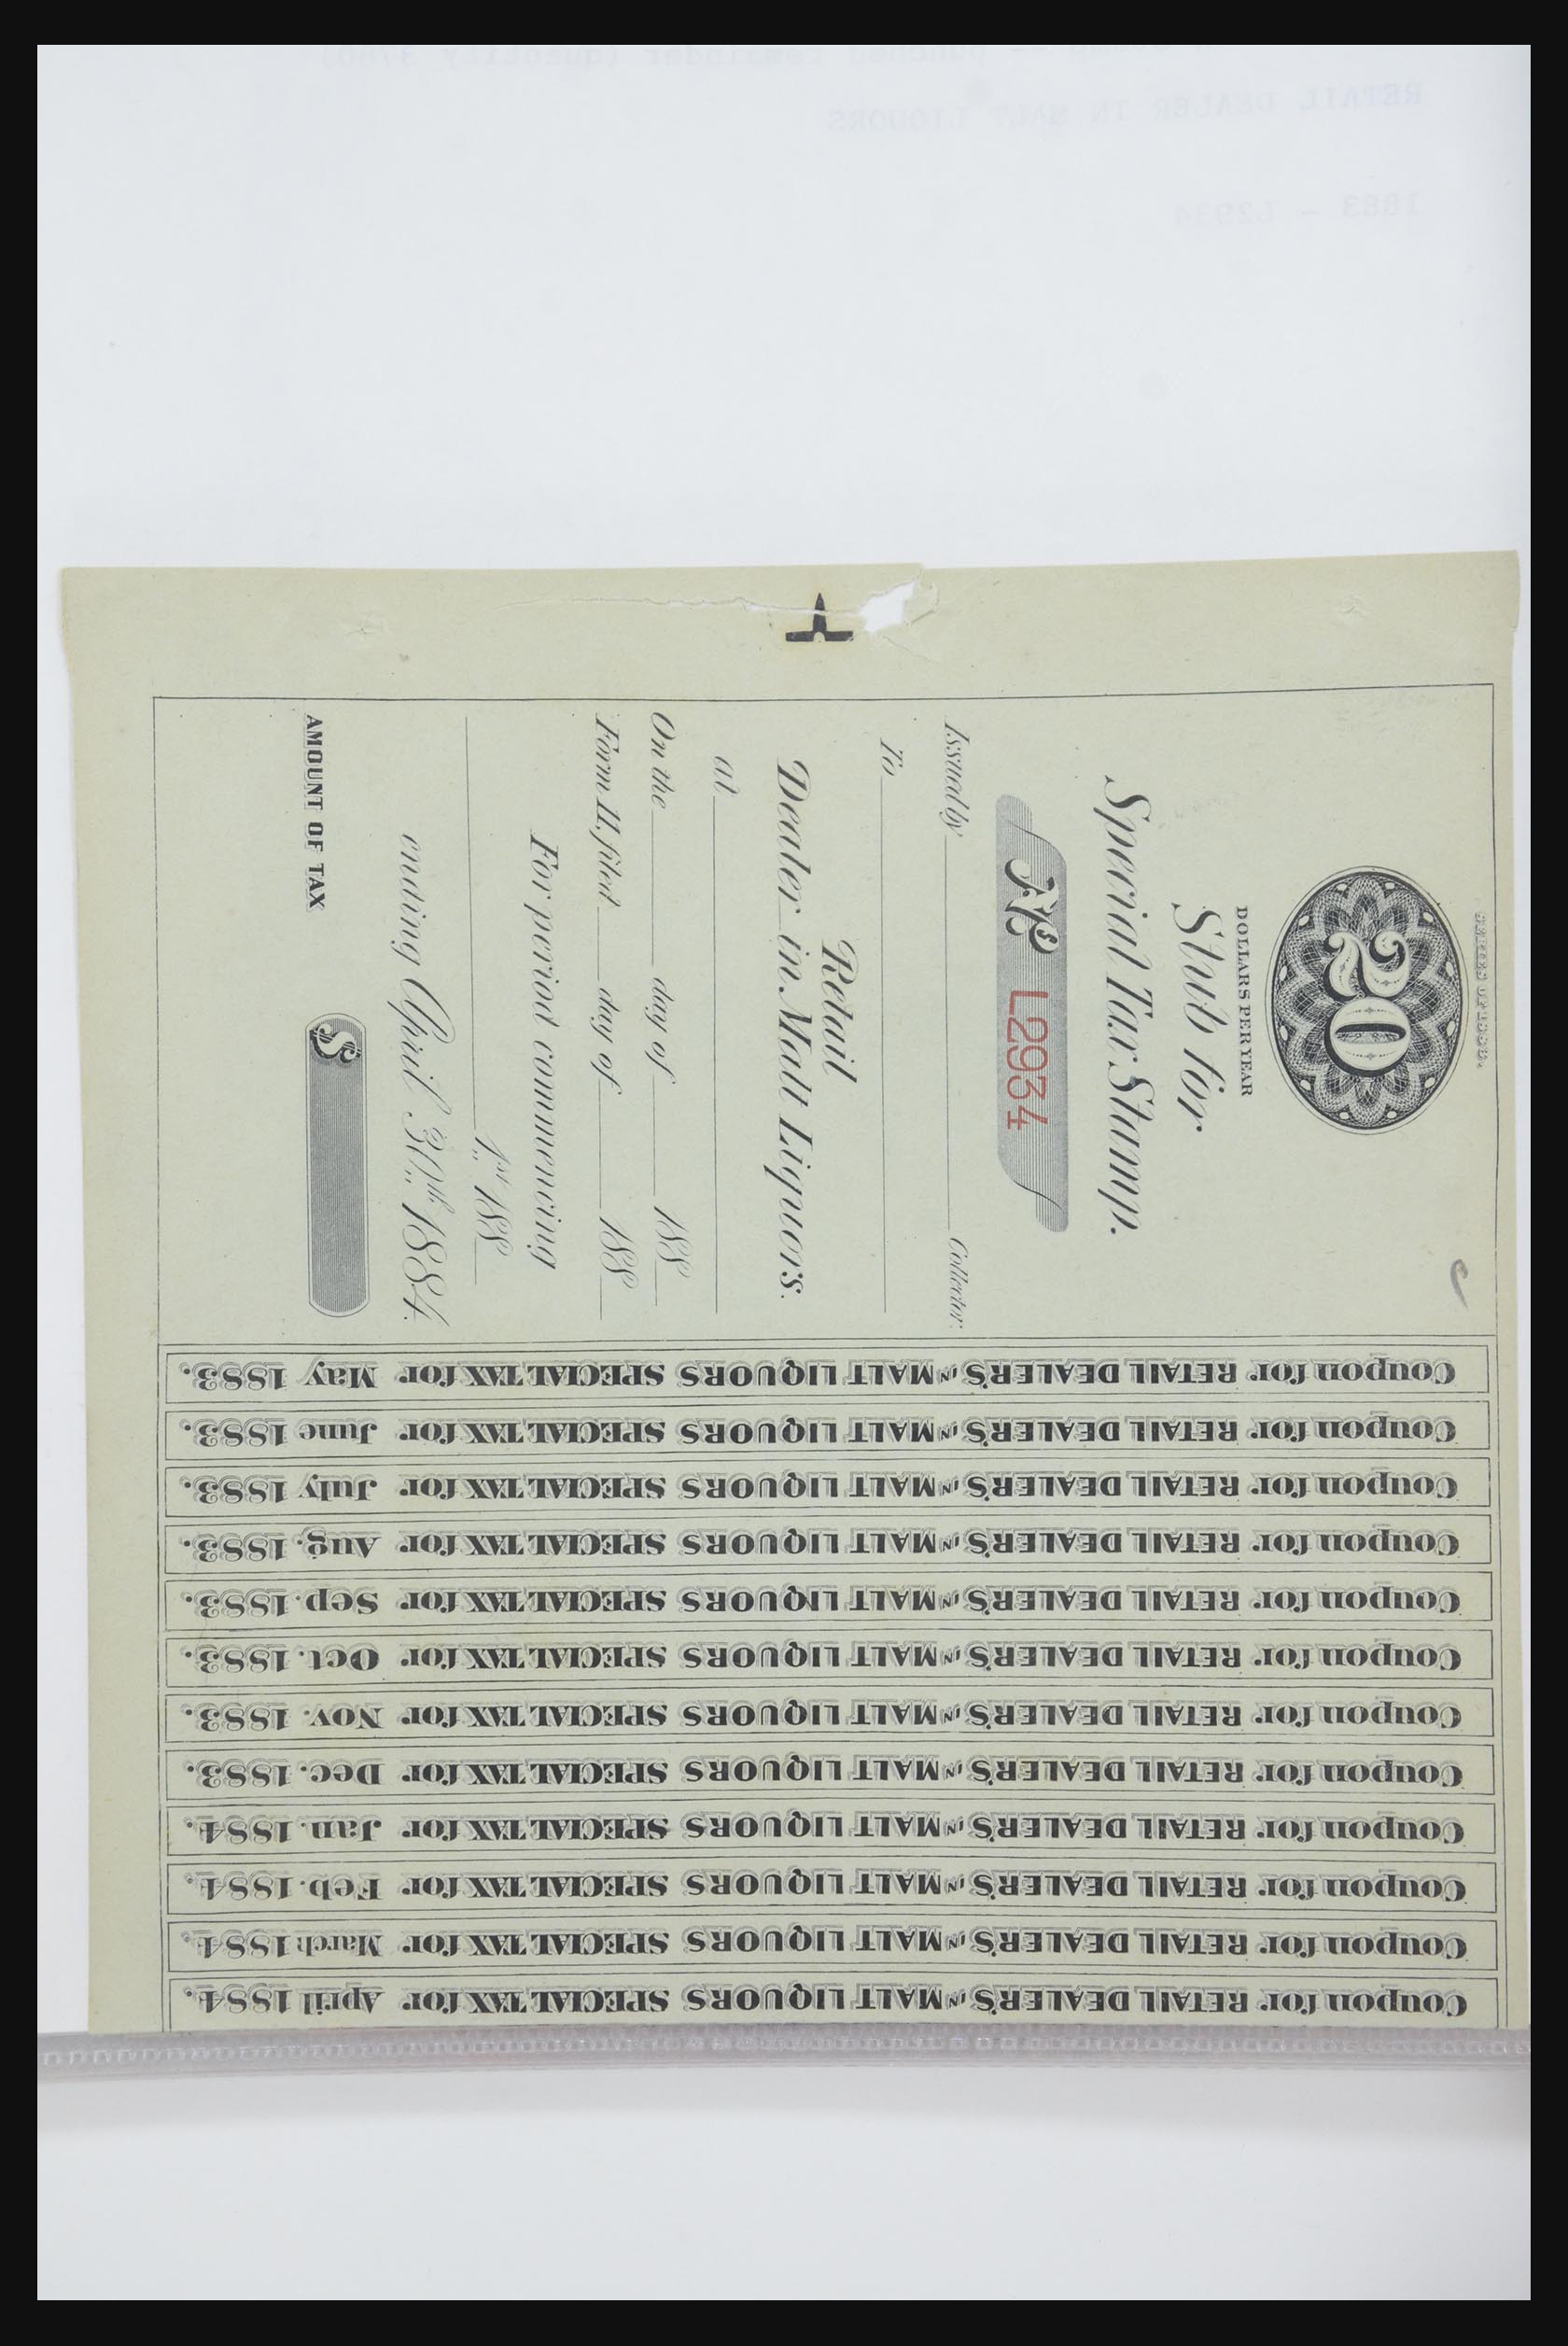 SERIES OF 1883.
20
DOLLARS PER YEAR
Stub for
Special Tax Stamp.
No. L2934
Issued by Collector.
To
Retail
Dealer in Malt Liquors.
at
On the day of 188
Form 11, filed day of 188
For period commencing
1st 188
ending April 30th 1884.
AMOUNT OF TAX $
Coupon for RETAIL DEALER'S IN MALT LIQUORS SPECIAL TAX for May 1883.
Coupon for RETAIL DEALER'S IN MALT LIQUORS SPECIAL TAX for June 1883.
Coupon for RETAIL DEALER'S IN MALT LIQUORS SPECIAL TAX for July 1883.
Coupon for RETAIL DEALER'S IN MALT LIQUORS SPECIAL TAX for Aug. 1883.
Coupon for RETAIL DEALER'S IN MALT LIQUORS SPECIAL TAX for Sep. 1883.
Coupon for RETAIL DEALER'S IN MALT LIQUORS SPECIAL TAX for Oct. 1883.
Coupon for RETAIL DEALER'S IN MALT LIQUORS SPECIAL TAX for Nov. 1883.
Coupon for RETAIL DEALER'S IN MALT LIQUORS SPECIAL TAX for Dec. 1883.
Coupon for RETAIL DEALER'S IN MALT LIQUORS SPECIAL TAX for Jan. 1884.
Coupon for RETAIL DEALER'S IN MALT LIQUORS SPECIAL TAX for Feb. 1884.
Coupon for RETAIL DEALER'S IN MALT LIQUORS SPECIAL TAX for March 1884.
Coupon for RETAIL DEALER'S IN MALT LIQUORS SPECIAL TAX for April 1884.
1883 - L2934
RETAIL DEALER IN MALT LIQUORS
punched remainder (quantity 3700)